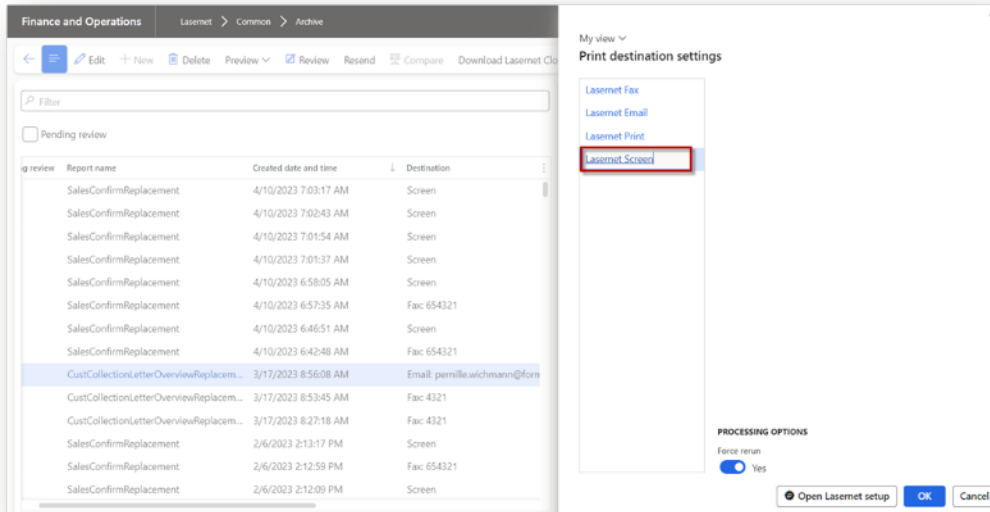 Finance and Operations Lasernet > Common > Archive
Edit + New Delete Preview Review Resend Compare Download Lasernet Clo
Filter
Pending review
g review Report name Created date and time ↓ Destination
SalesConfirmReplacement 4/10/2023 7:03:17 AM Screen
SalesConfirmReplacement 4/10/2023 7:02:43 AM Screen
SalesConfirmReplacement 4/10/2023 7:01:54 AM Screen
SalesConfirmReplacement 4/10/2023 7:01:37 AM Screen
SalesConfirmReplacement 4/10/2023 6:58:05 AM Screen
SalesConfirmReplacement 4/10/2023 6:57:35 AM Fax: 654321
SalesConfirmReplacement 4/10/2023 6:46:51 AM Screen
SalesConfirmReplacement 4/10/2023 6:42:48 AM Fax: 654321
CustCollectionLetterOverviewReplacem... 3/17/2023 8:56:08 AM Email: pernille.wichmann@form
CustCollectionLetterOverviewReplacem... 3/17/2023 8:53:45 AM Fax: 4321
CustCollectionLetterOverviewReplacem... 3/17/2023 8:27:18 AM Fax: 4321
SalesConfirmReplacement 2/6/2023 2:13:17 PM Screen
SalesConfirmReplacement 2/6/2023 2:12:59 PM Fax: 654321
SalesConfirmReplacement 2/6/2023 2:12:09 PM Screen
My view
Print destination settings
Lasernet Fax
Lasernet Email
Lasernet Print
Lasernet Screen
PROCESSING OPTIONS
Force rerun
Yes
Open Lasernet setup OK Cancel